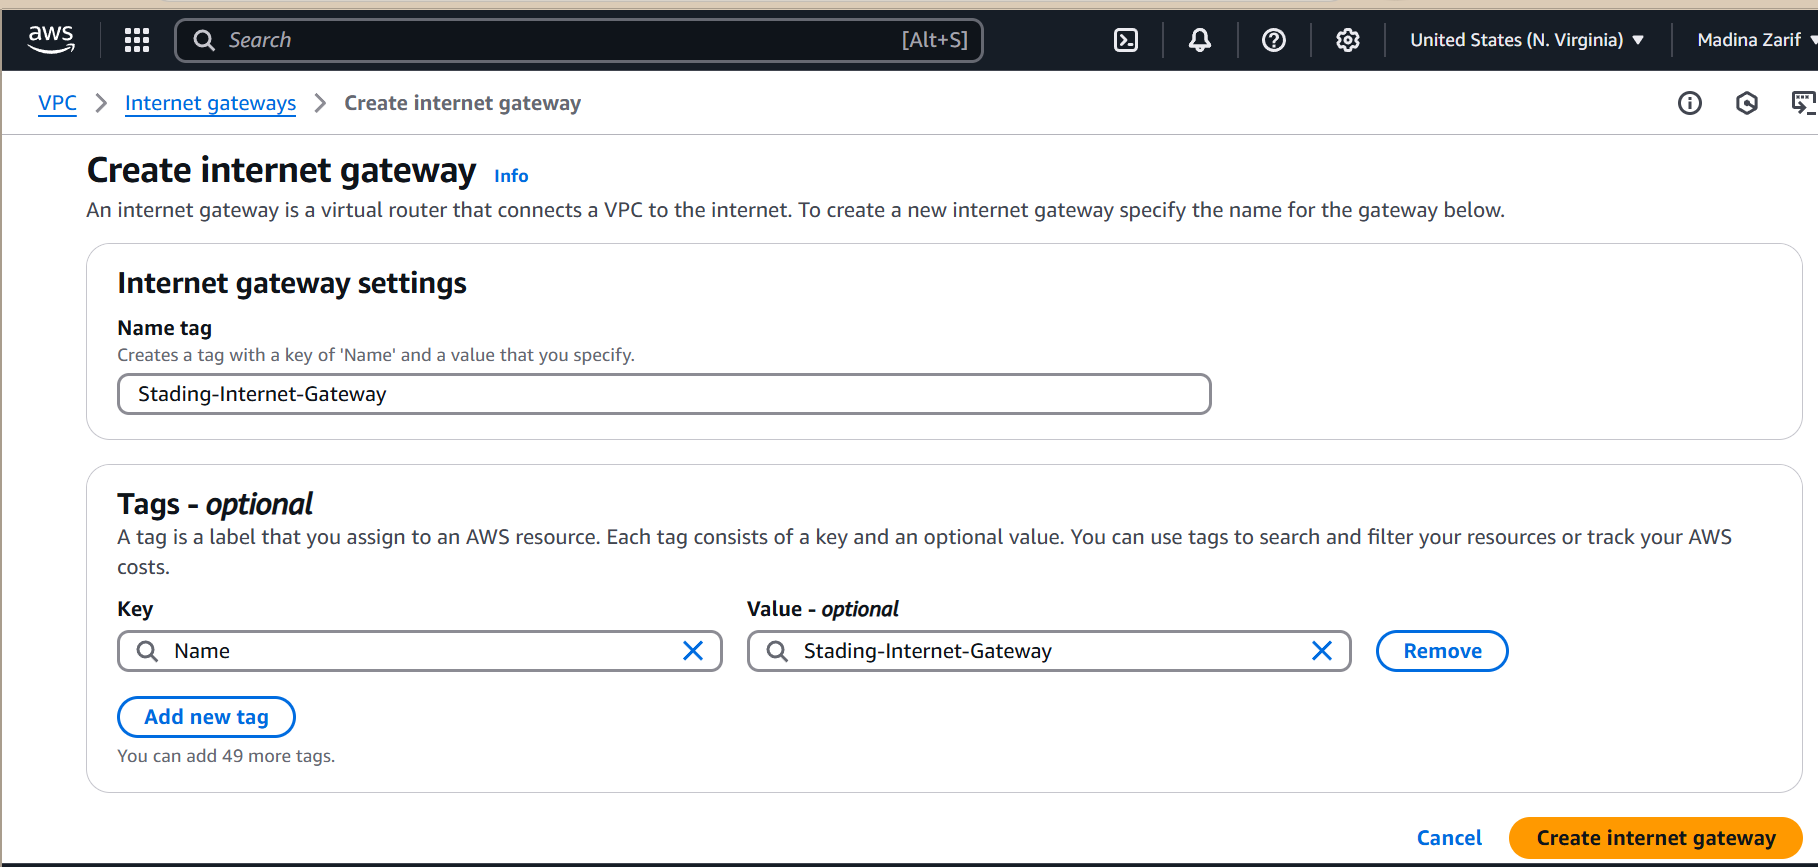 aws
Search [Alt+S] United States (N. Virginia) Madina Zarif
VPC Internet gateways Create internet gateway
Create internet gateway Info
An internet gateway is a virtual router that connects a VPC to the internet. To create a new internet gateway specify the name for the gateway below.
Internet gateway settings
Name tag
Creates a tag with a key of 'Name' and a value that you specify.
Stading-Internet-Gateway
Tags - optional
A tag is a label that you assign to an AWS resource. Each tag consists of a key and an optional value. You can use tags to search and filter your resources or track your AWS
costs.
Key Value - optional
Name Stading-Internet-Gateway Remove
Add new tag
You can add 49 more tags.
Cancel Create internet gateway